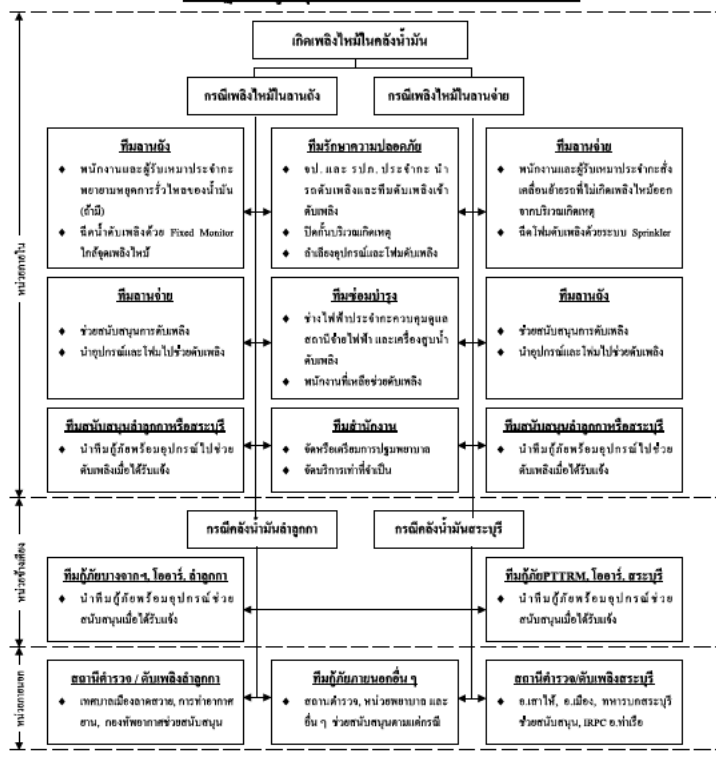 เกิดเพลิงไหม้ในคลังน้ำมัน
กรณีเพลิงไหม้ในลานถัง
กรณีเพลิงไหม้ในลานจ่าย
ทีมลานถัง
♦ พนักงานและผู้รับเหมาประจำกะ
พยายามหยุดการรั่วไหลของน้ำมัน
(ถ้ามี)
♦ ฉีดน้ำดับเพลิงด้วย Fixed Monitor
ใกล้จุดเพลิงไหม้
ทีมรักษาความปลอดภัย
♦ จป. และ รปภ. ประจำกะ นำ
รถดับเพลิงและทีมดับเพลิงเข้า
ดับเพลิง
♦ ปิดกั้นบริเวณเกิดเหตุ
♦ ลำเลียงอุปกรณ์และโฟมดับเพลิง
ทีมลานจ่าย
♦ พนักงานและผู้รับเหมาประจำกะสั่ง
เคลื่อนย้ายรถที่ไม่เกิดเพลิงไหม้ออก
จากบริเวณเกิดเหตุ
♦ ฉีดโฟมดับเพลิงด้วยระบบ Sprinkler
หน่วยภายใน
ทีมลานจ่าย
♦ ช่วยสนับสนุนการดับเพลิง
♦ นำอุปกรณ์และโฟมไปช่วยดับเพลิง
ทีมซ่อมบำรุง
♦ ช่างไฟฟ้าประจำกะควบคุมดูแล
สถานีจ่ายไฟฟ้า และเครื่องสูบน้ำ
ดับเพลิง
♦ พนักงานที่เหลือช่วยดับเพลิง
ทีมลานถัง
♦ ช่วยสนับสนุนการดับเพลิง
♦ นำอุปกรณ์และโฟมไปช่วยดับเพลิง
ทีมสนับสนุนลำลูกกาหรือสระบุรี
♦ นำทีมกู้ภัยพร้อมอุปกรณ์ไปช่วย
ดับเพลิงเมื่อได้รับแจ้ง
ทีมสำนักงาน
♦ จัดหรือเตรียมการปฐมพยาบาล
♦ จัดบริการเท่าที่จำเป็น
ทีมสนับสนุนลำลูกกาหรือสระบุรี
♦ นำทีมกู้ภัยพร้อมอุปกรณ์ไปช่วย
ดับเพลิงเมื่อได้รับแจ้ง
กรณีคลังน้ำมันลำลูกกา
กรณีคลังน้ำมันสระบุรี
หน่วยข้างเคียง
ทีมกู้ภัยบางจากฯ, โออาร์, ลำลูกกา
♦ นำทีมกู้ภัยพร้อมอุปกรณ์ช่วย
สนับสนุนเมื่อได้รับแจ้ง
ทีมกู้ภัยPTTRM, โออาร์, สระบุรี
♦ นำทีมกู้ภัยพร้อมอุปกรณ์ช่วย
สนับสนุนเมื่อได้รับแจ้ง
หน่วยภายนอก
สถานีตำรวจ / ดับเพลิงลำลูกกา
♦ เทศบาลเมืองลาดสวาย, การท่าอากาศ
ยาน, กองทัพอากาศช่วยสนับสนุน
ทีมกู้ภัยภายนอกอื่น ๆ
♦ สถานตำรวจ, หน่วยพยาบาล และ
อื่น ๆ ช่วยสนับสนุนตามแต่กรณี
สถานีตำรวจ/ดับเพลิงสระบุรี
♦ อ.เสาไห้, อ.เมือง, ทหารบกสระบุรี
ช่วยสนับสนุน, IRPC อ.ท่าเรือ